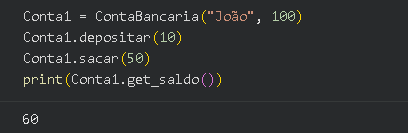 Conta1 = ContaBancaria("João", 100)
Conta1.depositar(10)
Conta1.sacar(50)
print(Conta1.get_saldo())
60